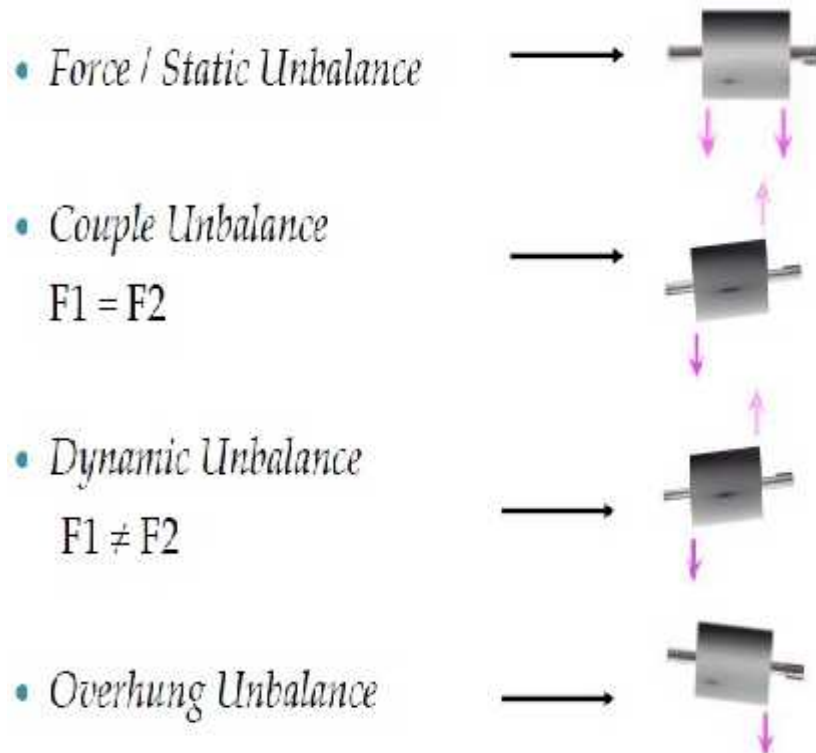 • Force / Static Unbalance
• Couple Unbalance
F1 = F2
• Dynamic Unbalance
F1 ≠ F2
• Overhung Unbalance